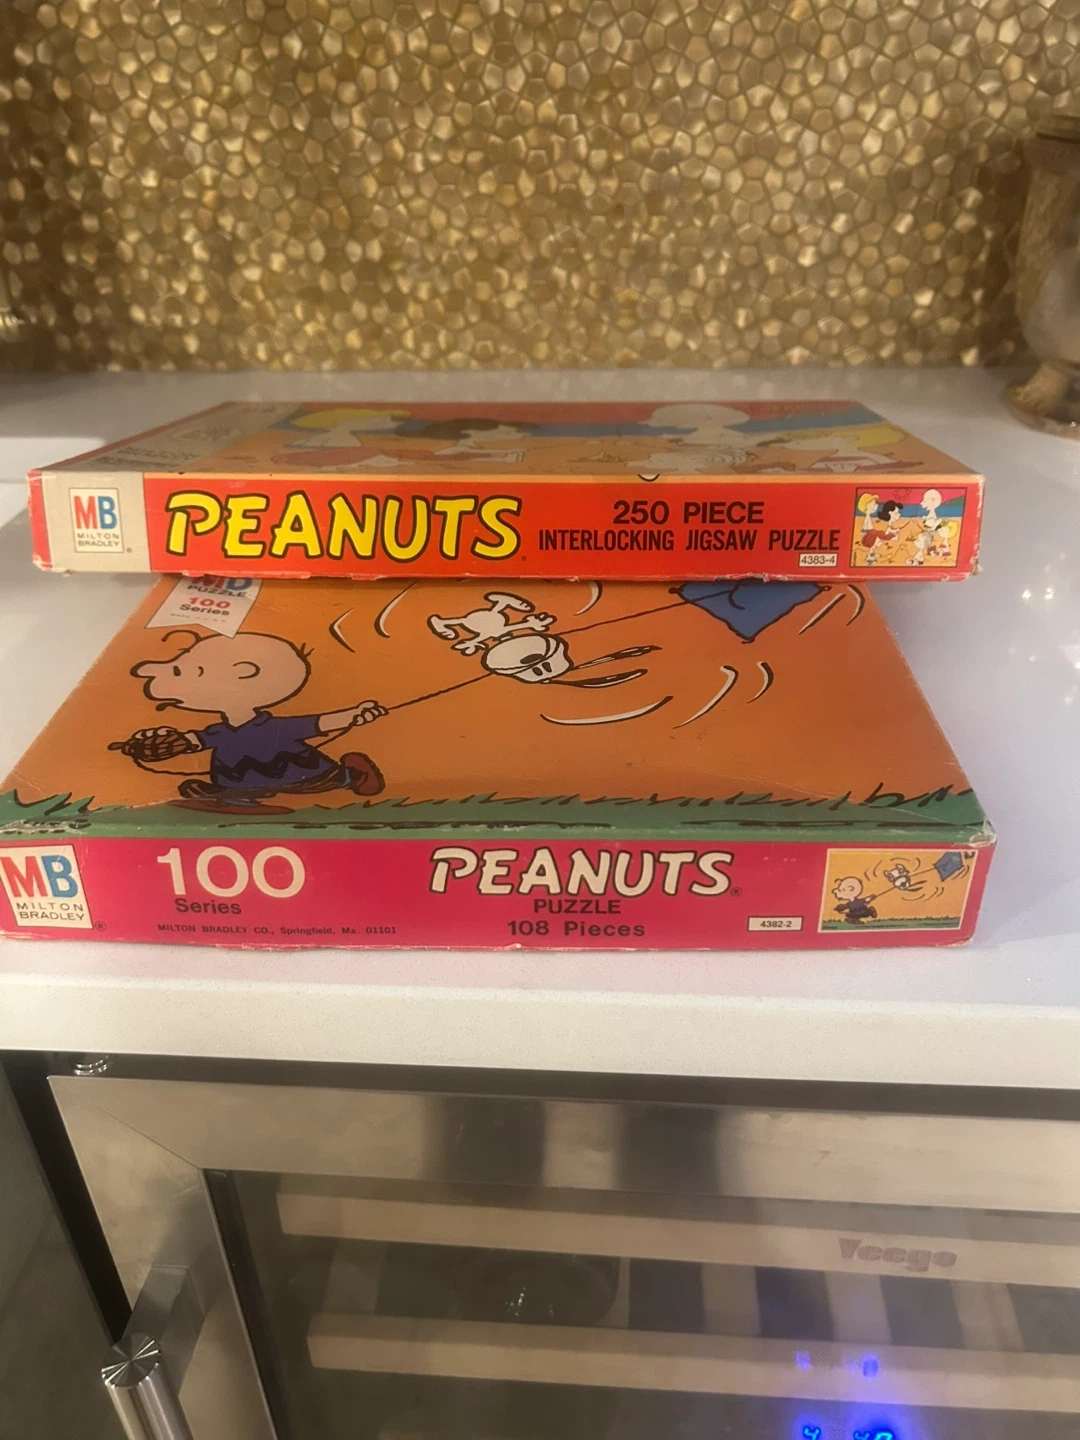 MB
MILTON
BRADLEY
®
PEANUTS
250 PIECE
INTERLOCKING JIGSAW PUZZLE
4383-4
MB
PUZZLE
100
Series
MB
MILTON
BRADLEY
®
100
Series
MILTON BRADLEY CO., Springfield, Ma. 01101
PEANUTS®
PUZZLE
108 Pieces
4382-2
Yeego